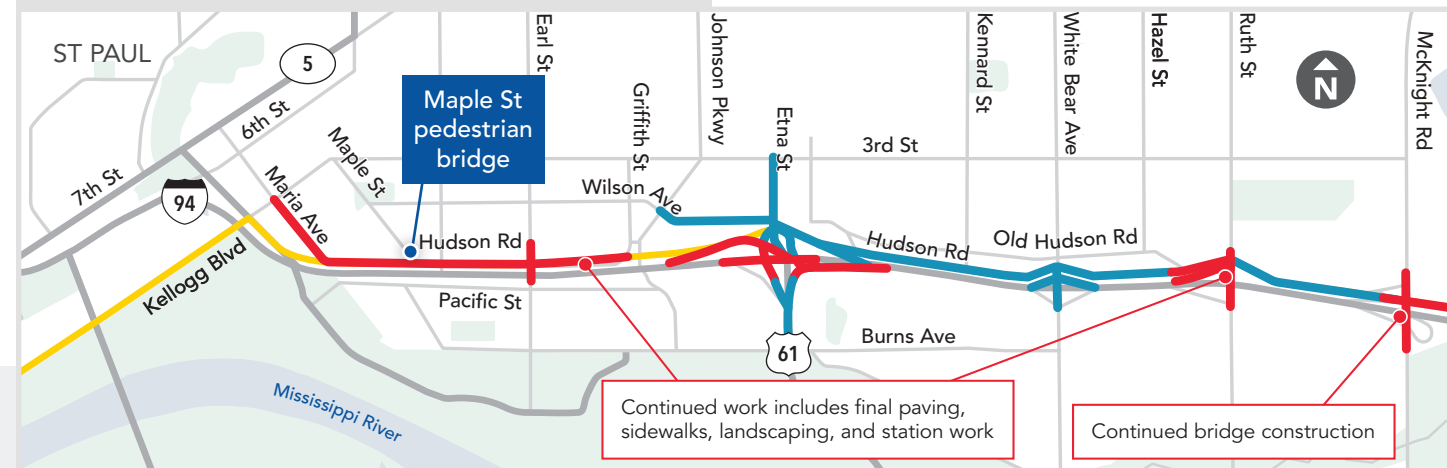 ST PAUL
5
6th St
7th St
94
Maria Ave
Maple St
Maple St
pedestrian
bridge
Earl St
Griffith St
Johnson Pkwy
Etna St
3rd St
Kennard St
White Bear Ave
Hazel St
Ruth St
N
McKnight Rd
Wilson Ave
Hudson Rd
Hudson Rd
Old Hudson Rd
Kellogg Blvd
Pacific St
Burns Ave
61
Mississippi River
Continued work includes final paving,
sidewalks, landscaping, and station work
Continued bridge construction